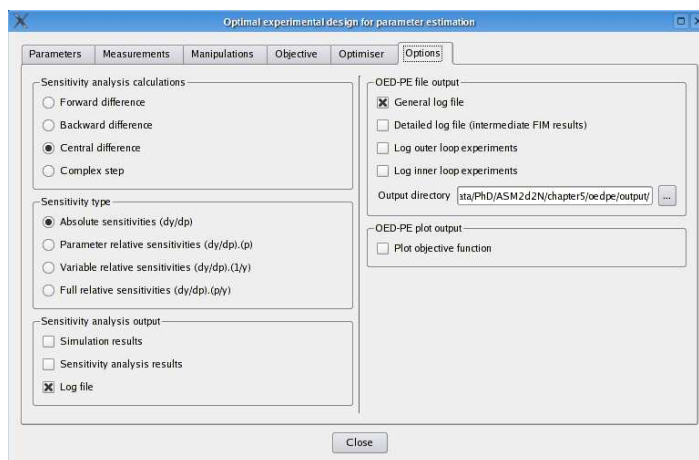 Optimal experimental design for parameter estimation
Parameters Measurements Manipulations Objective Optimiser Options
Sensitivity analysis calculations
Forward difference
Backward difference
Central difference
Complex step
Sensitivity type
Absolute sensitivities (dy/dp)
Parameter relative sensitivities (dy/dp).(p)
Variable relative sensitivities (dy/dp).(1/y)
Full relative sensitivities (dy/dp).(p/y)
Sensitivity analysis output
Simulation results
Sensitivity analysis results
Log file
OED-PE file output
General log file
Detailed log file (intermediate FIM results)
Log outer loop experiments
Log inner loop experiments
Output directory ata/PhD/ASM2d2N/chapter5/oedpe/output/ ...
OED-PE plot output
Plot objective function
Close